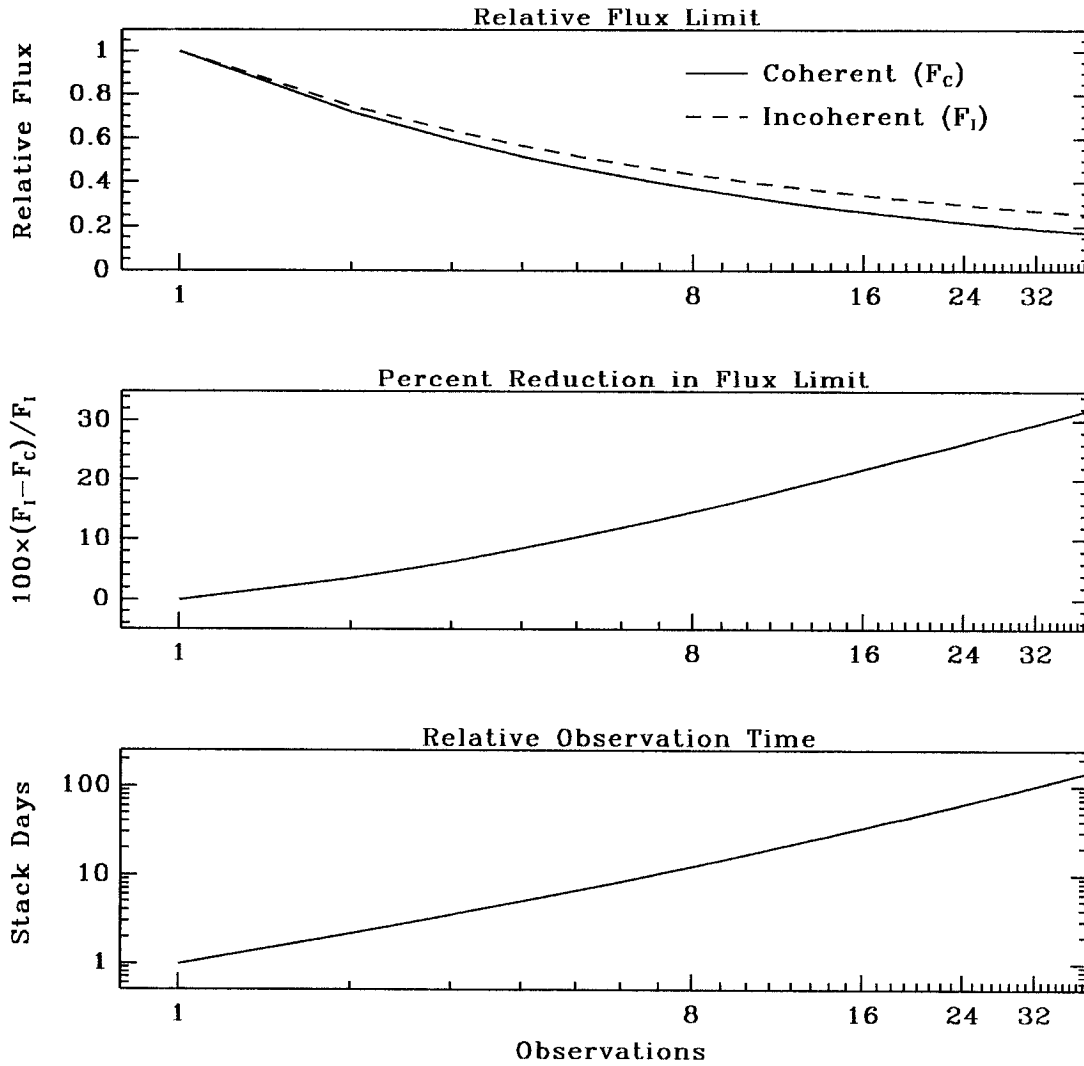 Relative Flux Limit
Relative Flux
1
0.8
0.6
0.4
0.2
0
Coherent (F_C)
Incoherent (F_I)
1 8 16 24 32
Percent Reduction in Flux Limit
100×(F_I−F_C)/F_I
30
20
10
0
1 8 16 24 32
Relative Observation Time
Stack Days
100
10
1
1 8 16 24 32
Observations